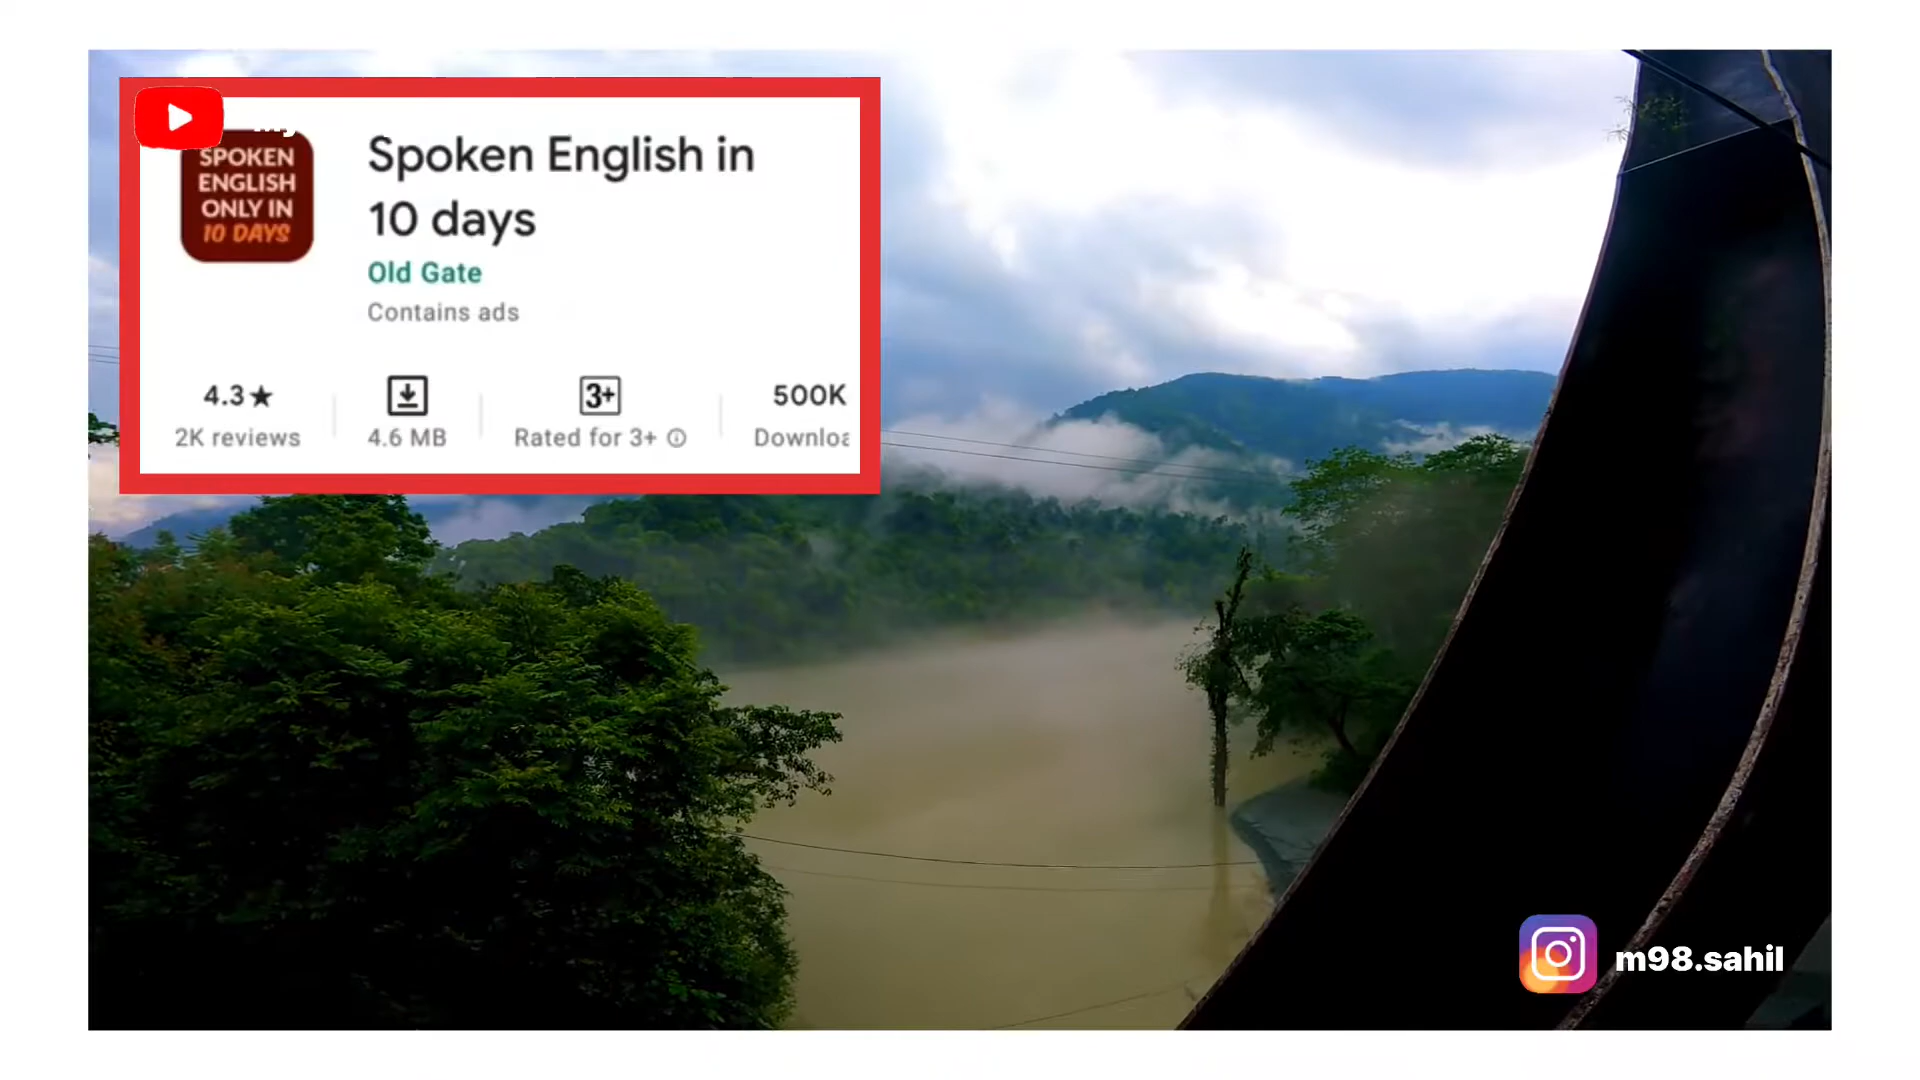 SPOKEN
ENGLISH
ONLY IN
10 DAYS
Spoken English in
10 days
Old Gate
Contains ads
4.3★
2K reviews
4.6 MB
3+
Rated for 3+
500K
m98.sahil